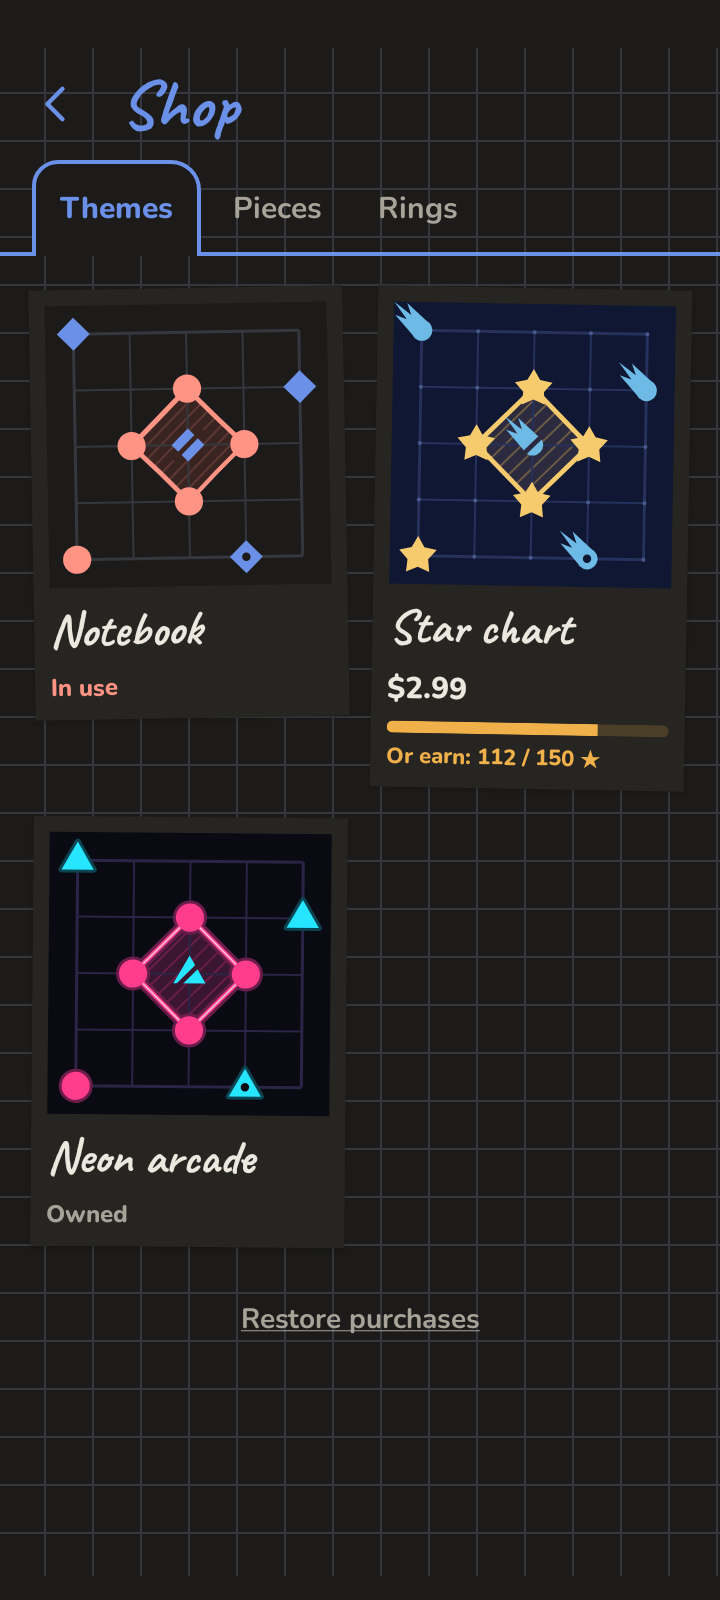 Shop
Themes Pieces Rings
Notebook
In use
Star chart
$2.99
Or earn: 112 / 150 ★
Neon arcade
Owned
Restore purchases